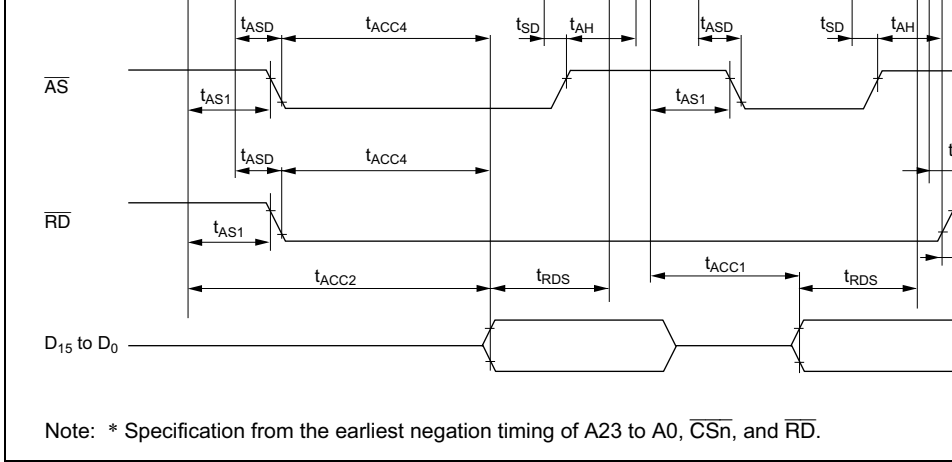 tASD tACC4 tSD tAH tASD tSD tAH
AS
tAS1 tAS1
tASD tACC4 t
RD
tAS1
tACC2 tRDS tACC1 tRDS
D15 to D0
Note: * Specification from the earliest negation timing of A23 to A0, CSn, and RD.